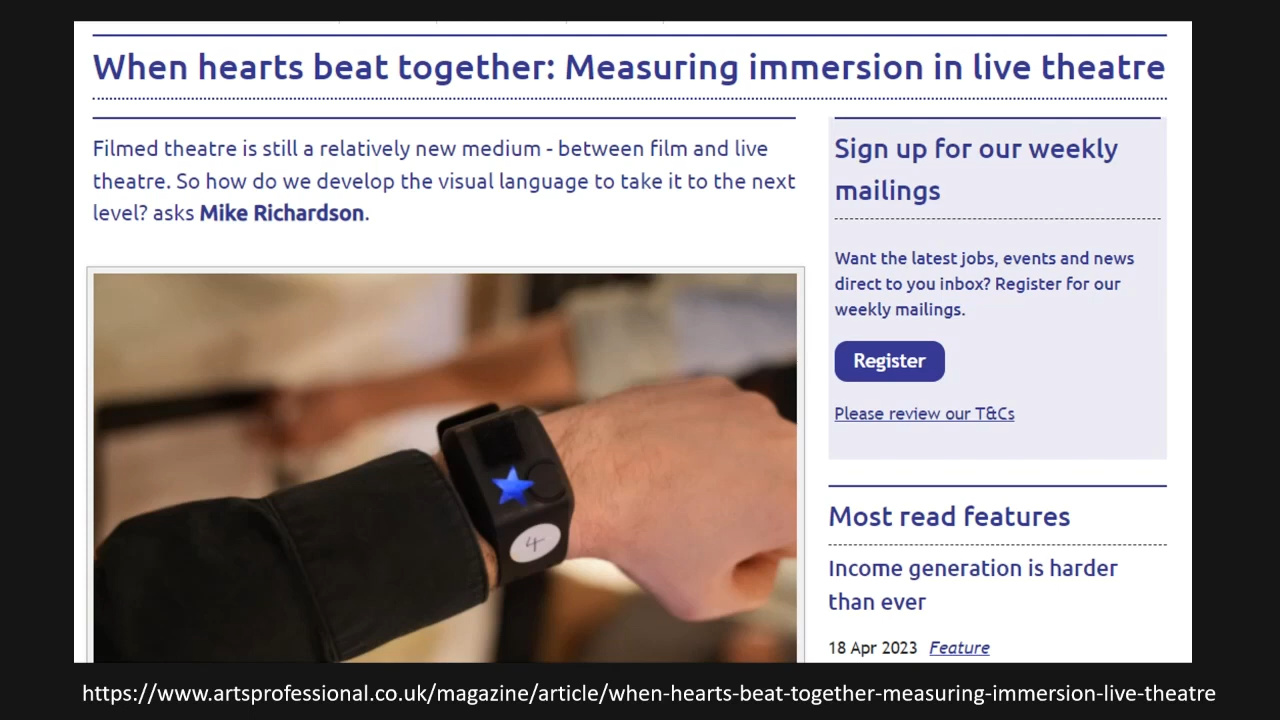 When hearts beat together: Measuring immersion in live theatre
Filmed theatre is still a relatively new medium - between film and live
theatre. So how do we develop the visual language to take it to the next
level? asks Mike Richardson.
4
Sign up for our weekly
mailings
Want the latest jobs, events and news
direct to you inbox? Register for our
weekly mailings.
Register
Please review our T&Cs
Most read features
Income generation is harder
than ever
18 Apr 2023 Feature
https://www.artsprofessional.co.uk/magazine/article/when-hearts-beat-together-measuring-immersion-live-theatre